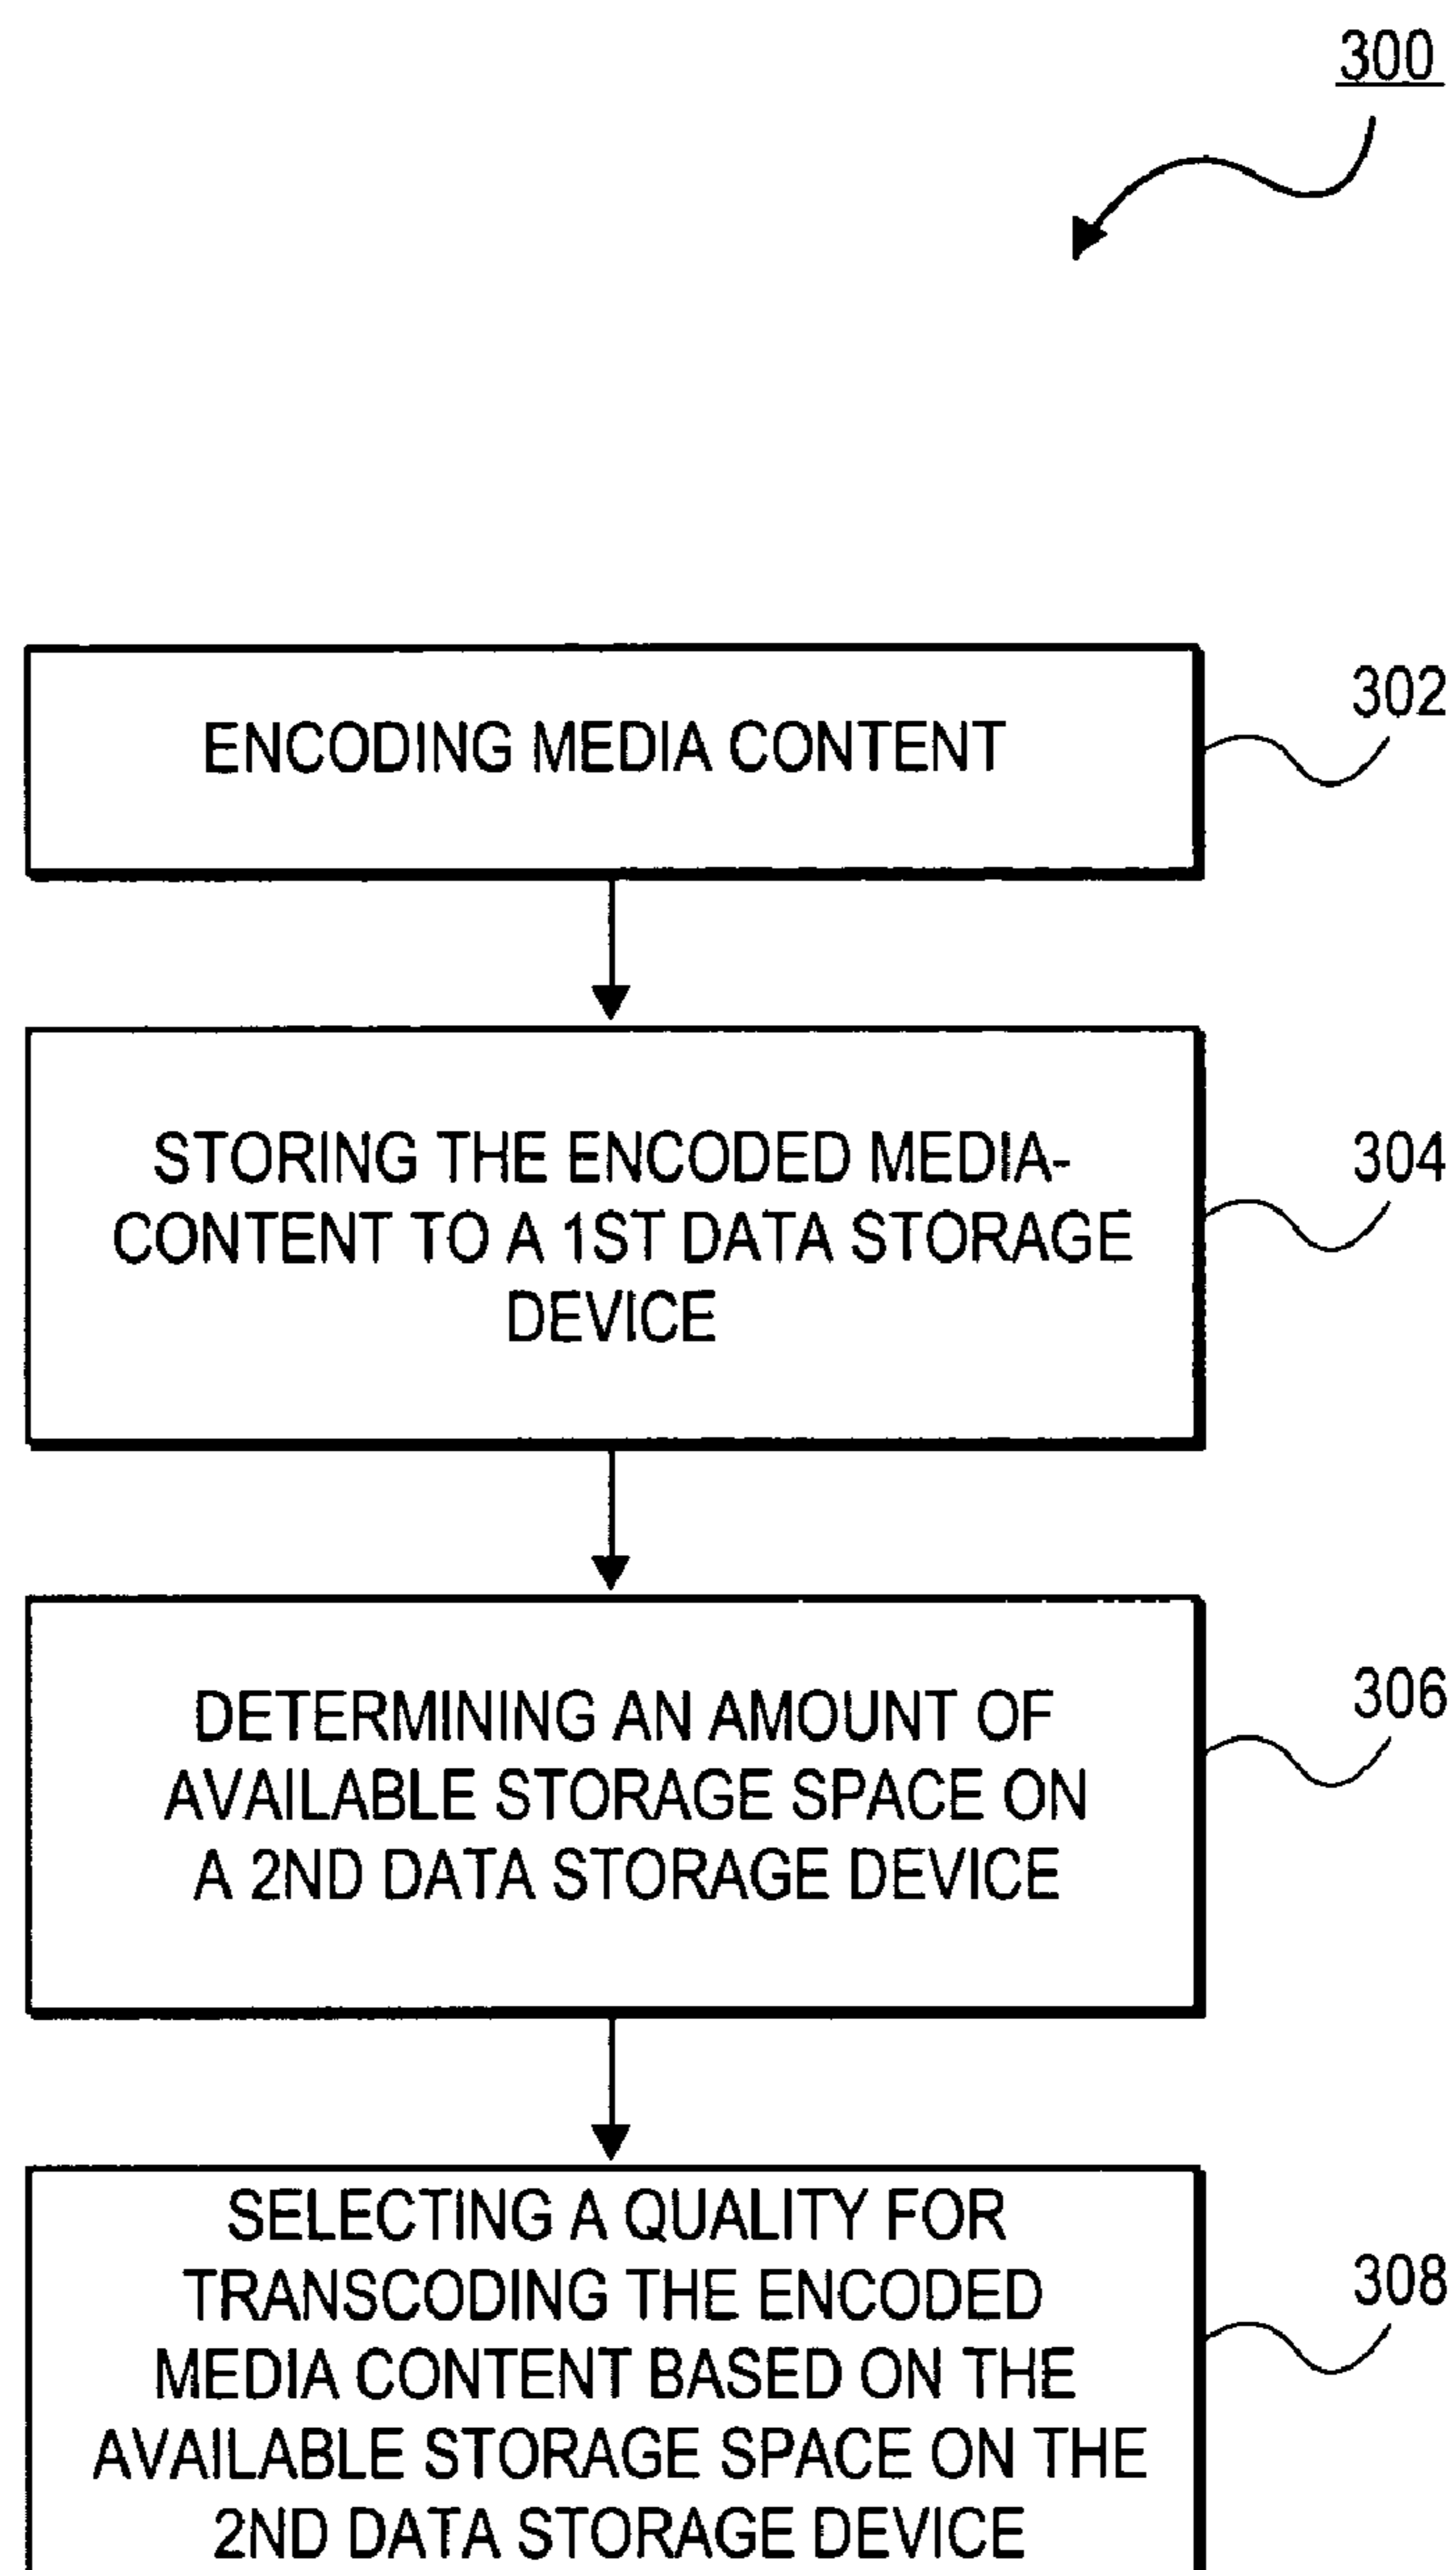 300
ENCODING MEDIA CONTENT
302
STORING THE ENCODED MEDIA-
CONTENT TO A 1ST DATA STORAGE
DEVICE
304
DETERMINING AN AMOUNT OF
AVAILABLE STORAGE SPACE ON
A 2ND DATA STORAGE DEVICE
306
SELECTING A QUALITY FOR
TRANSCODING THE ENCODED
MEDIA CONTENT BASED ON THE
AVAILABLE STORAGE SPACE ON THE
2ND DATA STORAGE DEVICE
308